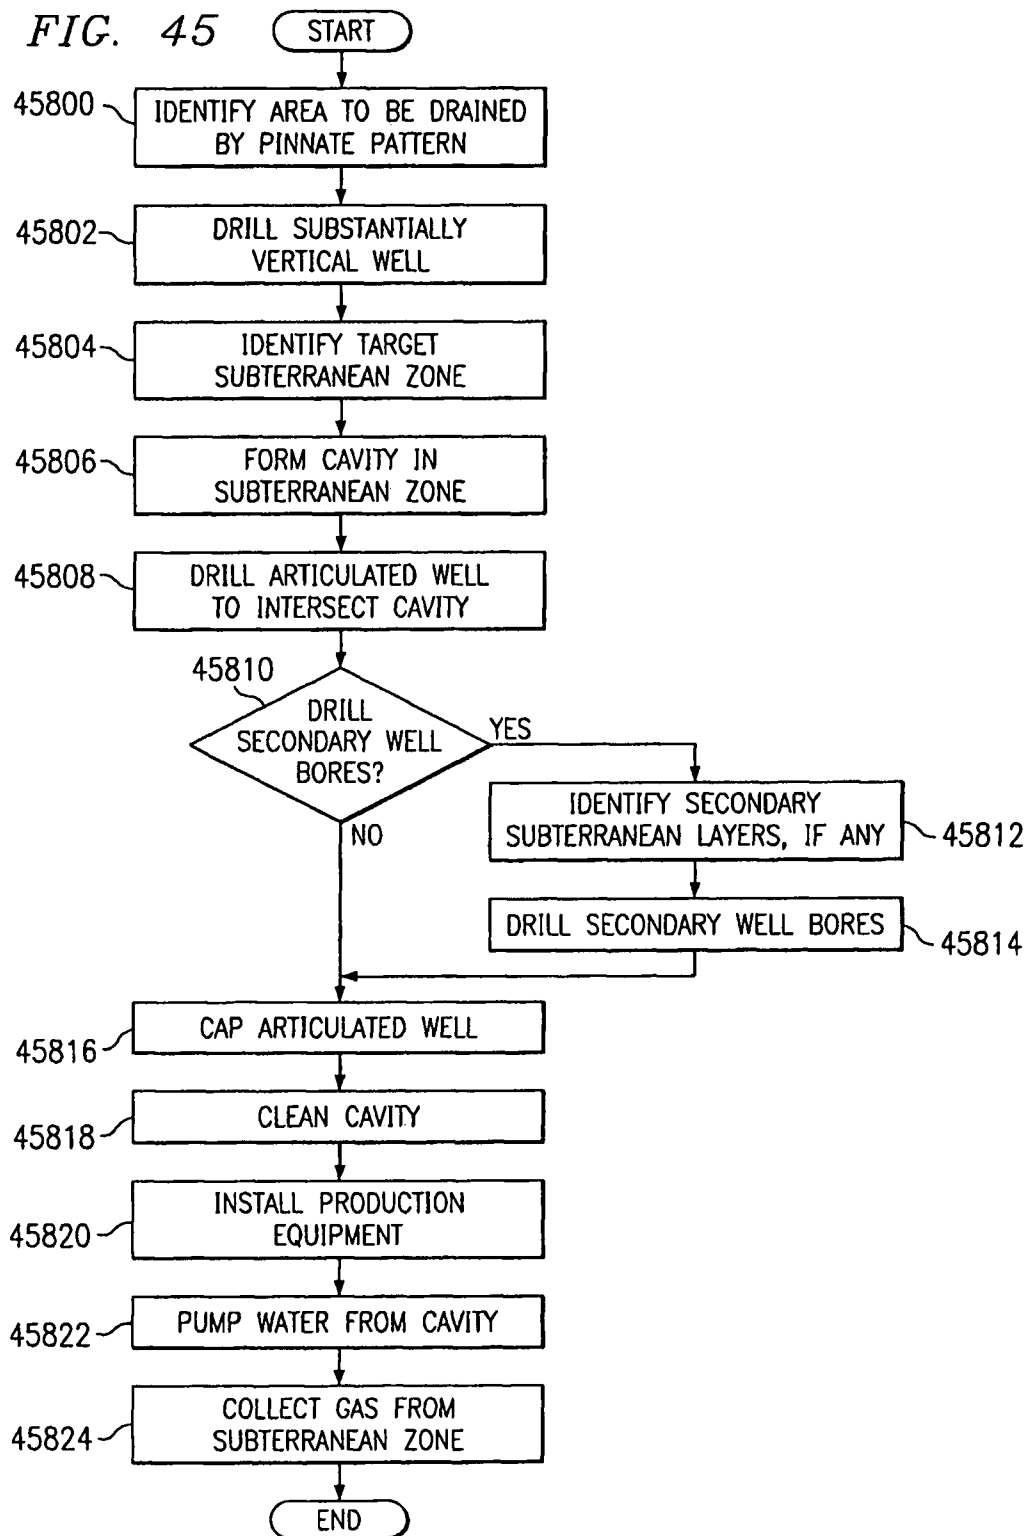 FIG. 45
START
45800
IDENTIFY AREA TO BE DRAINED
BY PINNATE PATTERN
45802
DRILL SUBSTANTIALLY
VERTICAL WELL
45804
IDENTIFY TARGET
SUBTERRANEAN ZONE
45806
FORM CAVITY IN
SUBTERRANEAN ZONE
45808
DRILL ARTICULATED WELL
TO INTERSECT CAVITY
45810
DRILL
SECONDARY WELL
BORES?
YES
NO
IDENTIFY SECONDARY
SUBTERRANEAN LAYERS, IF ANY
45812
DRILL SECONDARY WELL BORES
45814
CAP ARTICULATED WELL
45816
CLEAN CAVITY
45818
INSTALL PRODUCTION
EQUIPMENT
45820
PUMP WATER FROM CAVITY
45822
COLLECT GAS FROM
SUBTERRANEAN ZONE
45824
END